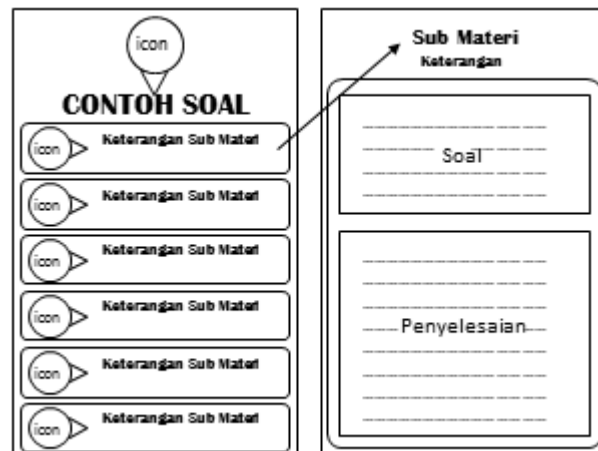 icon
CONTOH SOAL
icon
Keterangan Sub Materi
icon
Keterangan Sub Materi
icon
Keterangan Sub Materi
icon
Keterangan Sub Materi
icon
Keterangan Sub Materi
icon
Keterangan Sub Materi
Sub Materi
Keterangan
Soal
Penyelesaian